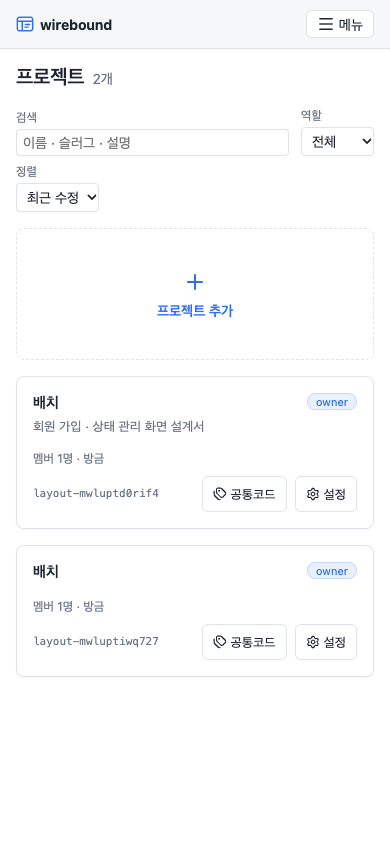 wirebound
메뉴
프로젝트 2개
검색
역할
이름 · 슬러그 · 설명
전체
정렬
최근 수정
프로젝트 추가
배치
owner
회원 가입 · 상태 관리 화면 설계서
멤버 1명 · 방금
layout-mwluptd0rif4
공통코드
설정
배치
owner
멤버 1명 · 방금
layout-mwluptiwq727
공통코드
설정